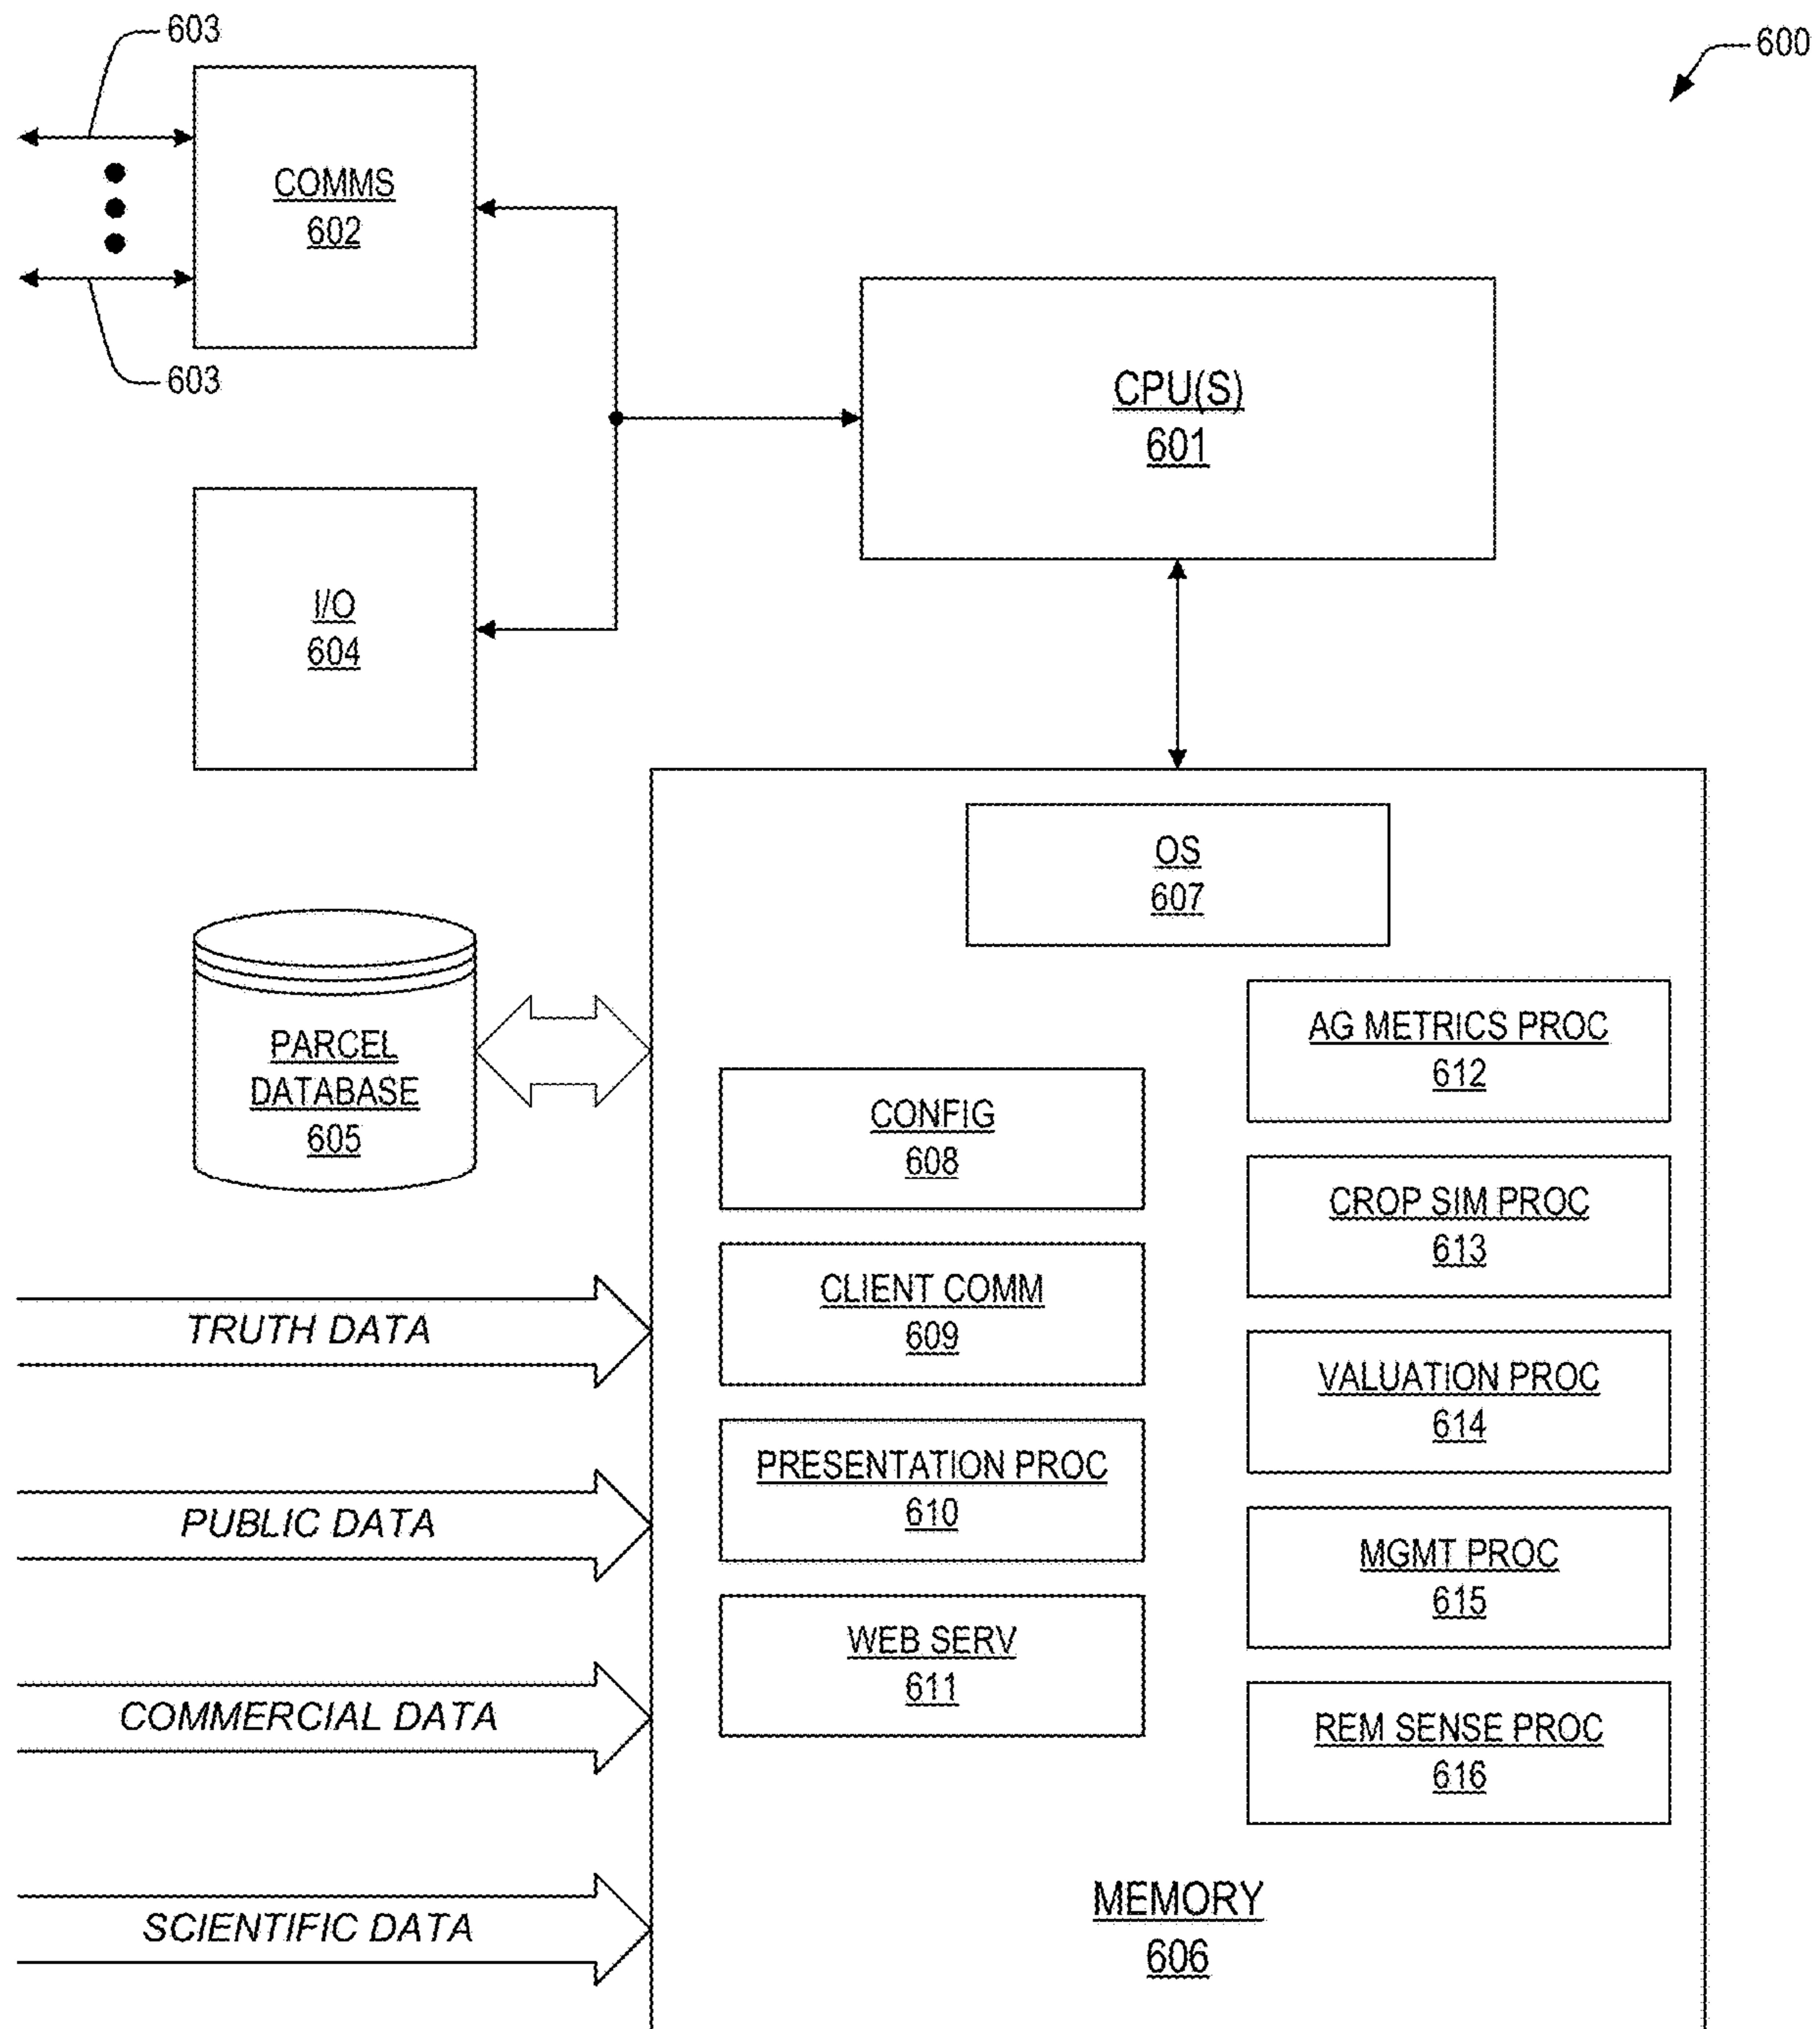 603
600
COMMS
602
603
CPU(S)
601
I/O
604
OS
607
PARCEL
DATABASE
605
AG METRICS PROC
612
CONFIG
608
CROP SIM PROC
613
CLIENT COMM
609
TRUTH DATA
VALUATION PROC
614
PRESENTATION PROC
610
PUBLIC DATA
MGMT PROC
615
WEB SERV
611
COMMERCIAL DATA
REM SENSE PROC
616
SCIENTIFIC DATA
MEMORY
606